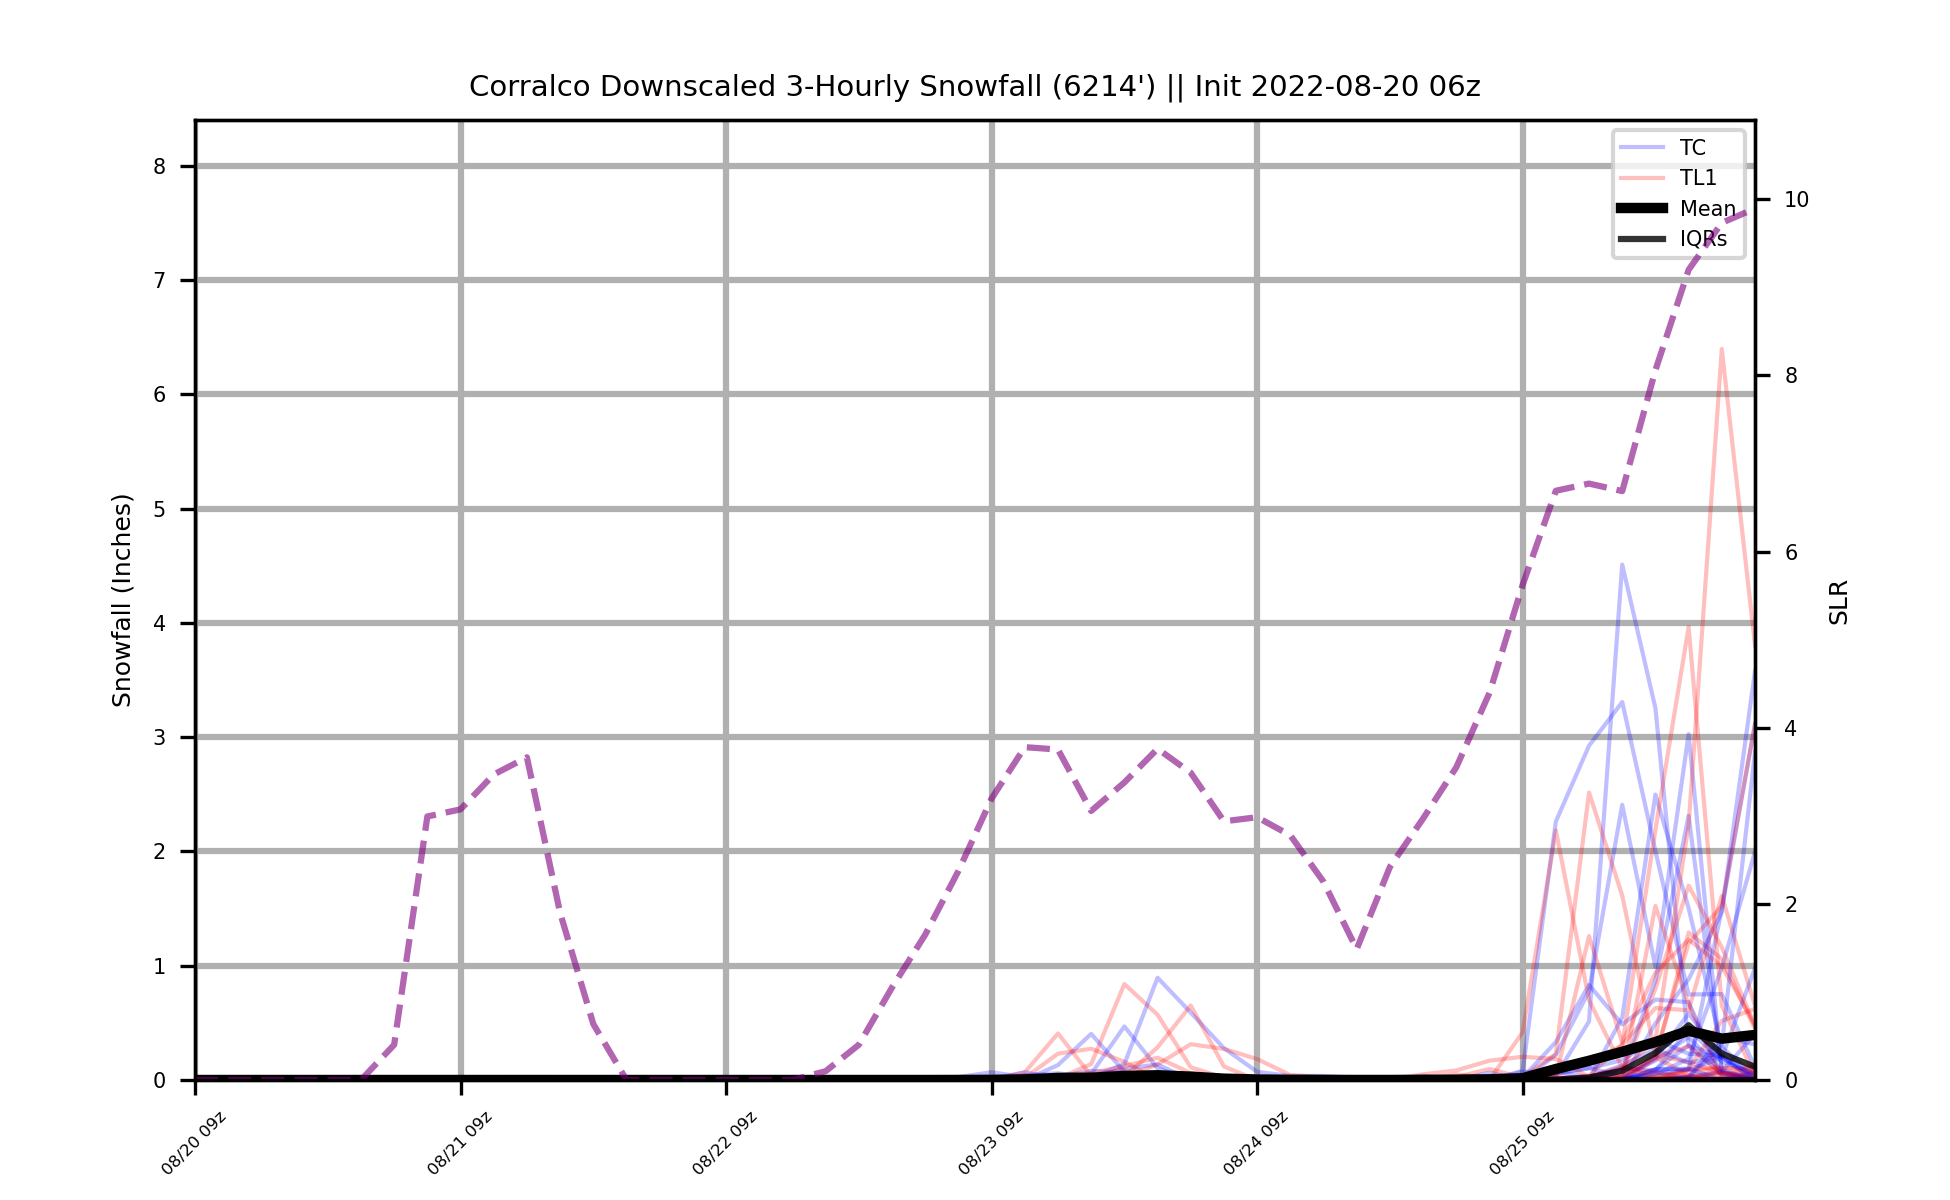 Corralco Downscaled 3-Hourly Snowfall (6214') || Init 2022-08-20 06z
TC
TL1
Mean
IQRs
8
7
6
5
4
3
2
1
0
Snowfall (Inches)
10
8
6
4
2
0
SLR
08/20 09z
08/21 09z
08/22 09z
08/23 09z
08/24 09z
08/25 09z